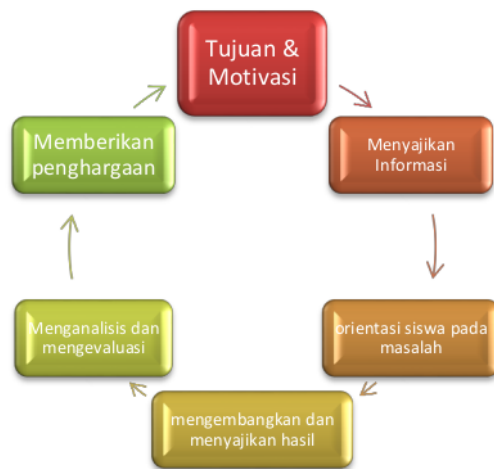 Tujuan &
Motivasi
Menyajikan
Informasi
orientasi siswa pada
masalah
mengembangkan dan
menyajikan hasil
Menganalisis dan
mengevaluasi
Memberikan
penghargaan